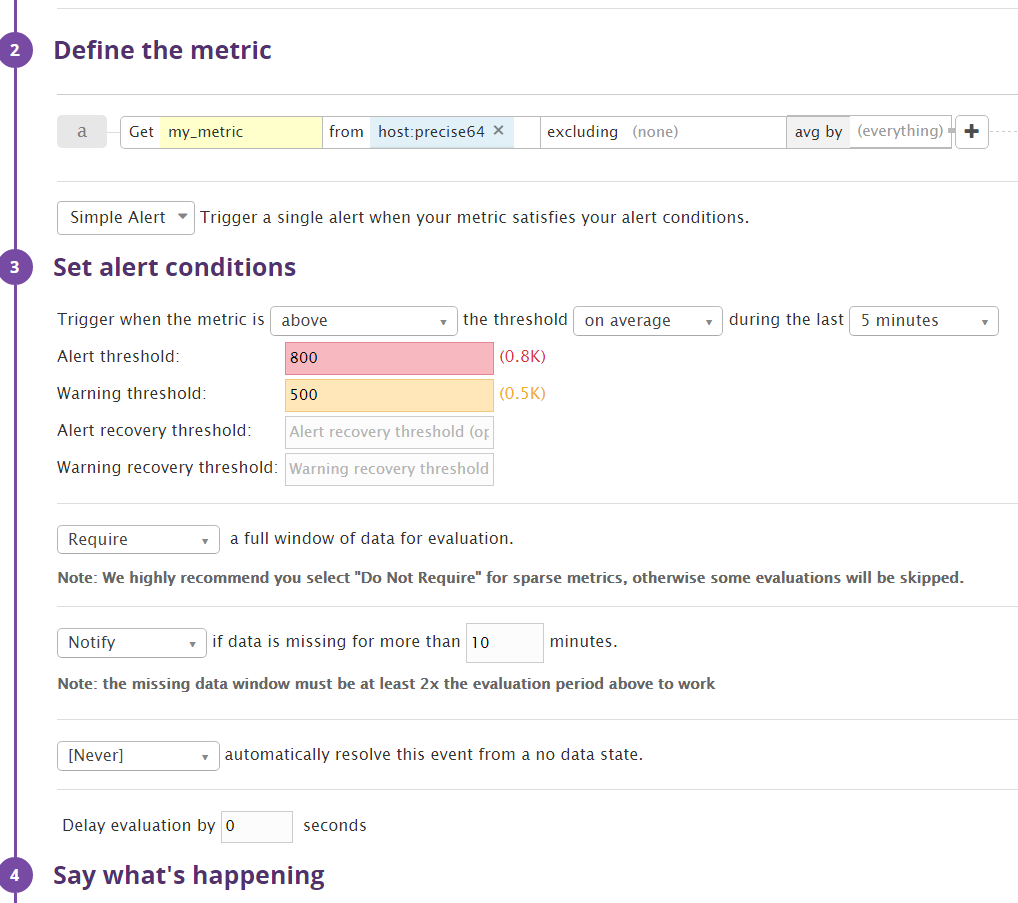 2 Define the metric
a Get my_metric from host:precise64 × excluding (none) avg by (everything) +
Simple Alert Trigger a single alert when your metric satisfies your alert conditions.
3 Set alert conditions
Trigger when the metric is above the threshold on average during the last 5 minutes
Alert threshold: 800 (0.8K)
Warning threshold: 500 (0.5K)
Alert recovery threshold: Alert recovery threshold (op
Warning recovery threshold: Warning recovery threshold
Require a full window of data for evaluation.
Note: We highly recommend you select "Do Not Require" for sparse metrics, otherwise some evaluations will be skipped.
Notify if data is missing for more than 10 minutes.
Note: the missing data window must be at least 2x the evaluation period above to work
[Never] automatically resolve this event from a no data state.
Delay evaluation by 0 seconds
4 Say what's happening